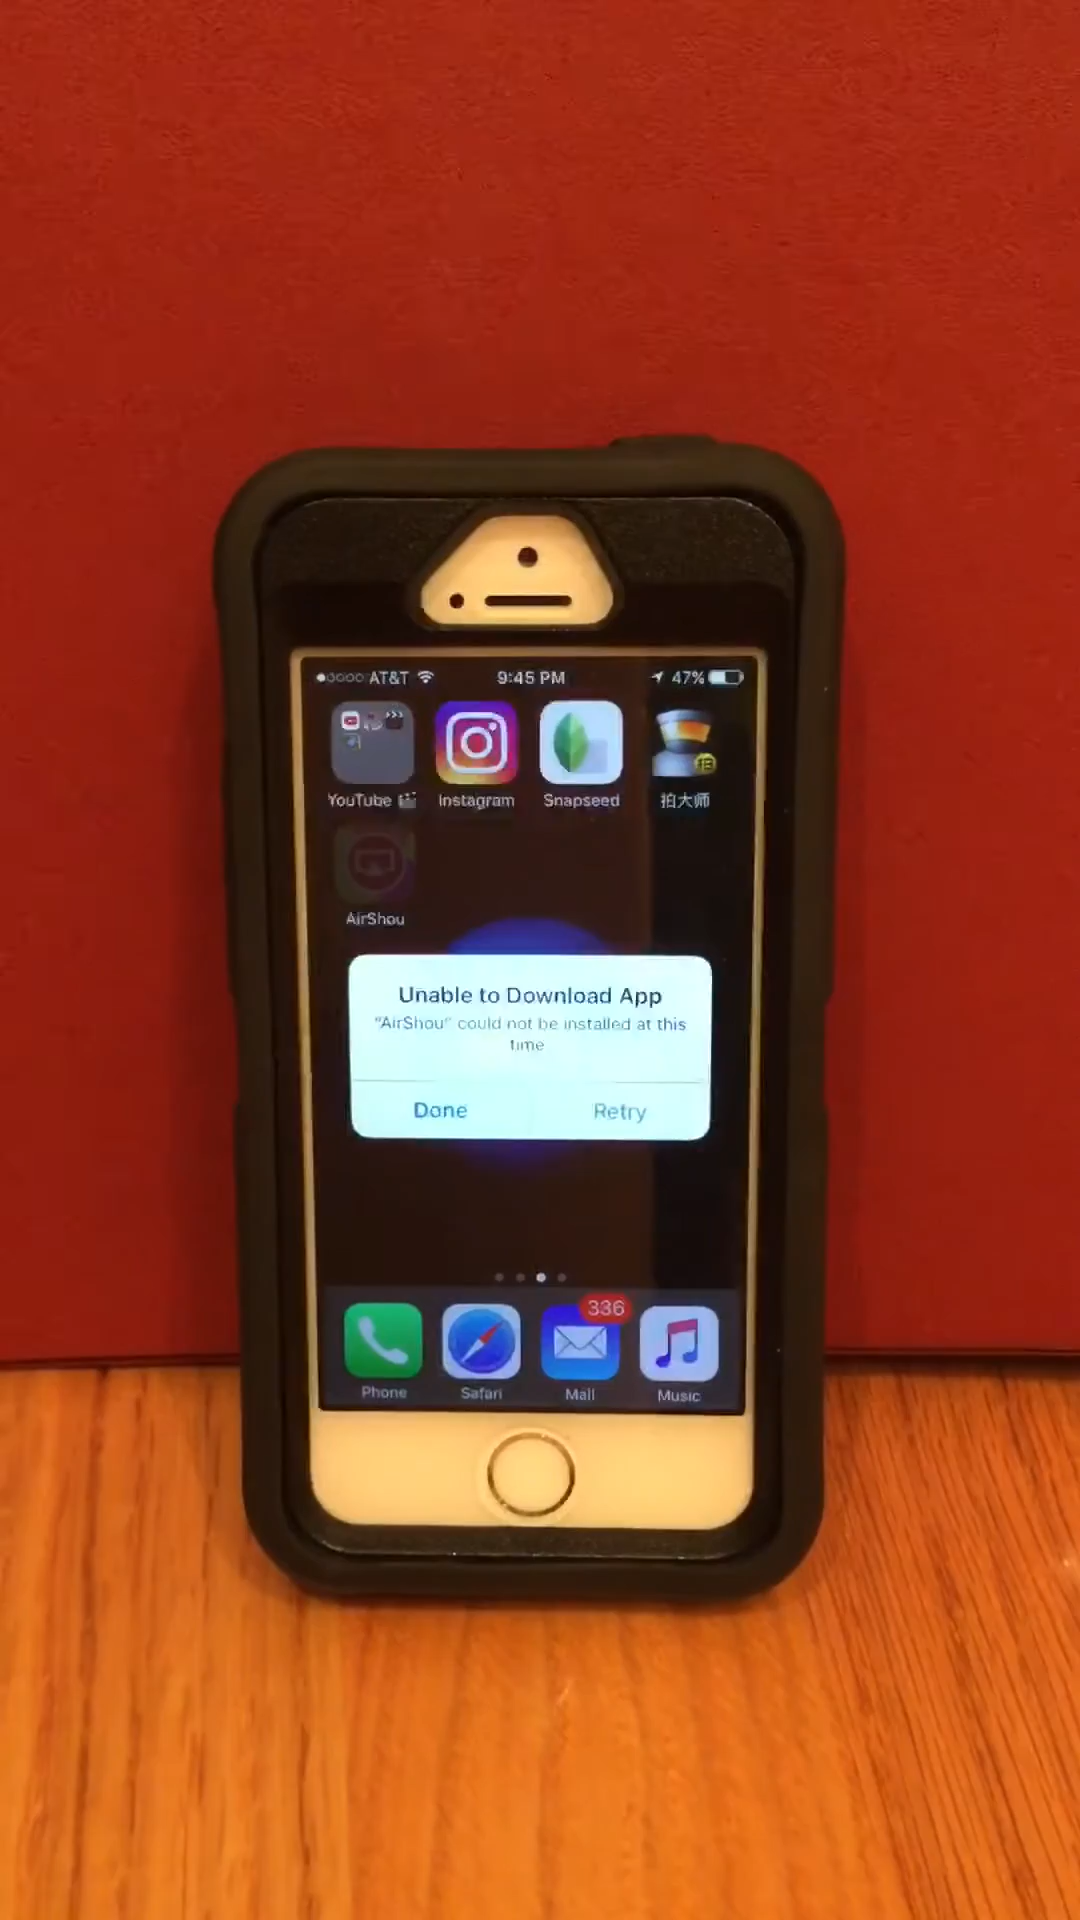 AT&T 9:45 PM 47%
YouTube Instagram Snapseed 拍大师
AirShou
Unable to Download App
"AirShou" could not be installed at this
time
Done Retry
336
Phone Safari Mail Music